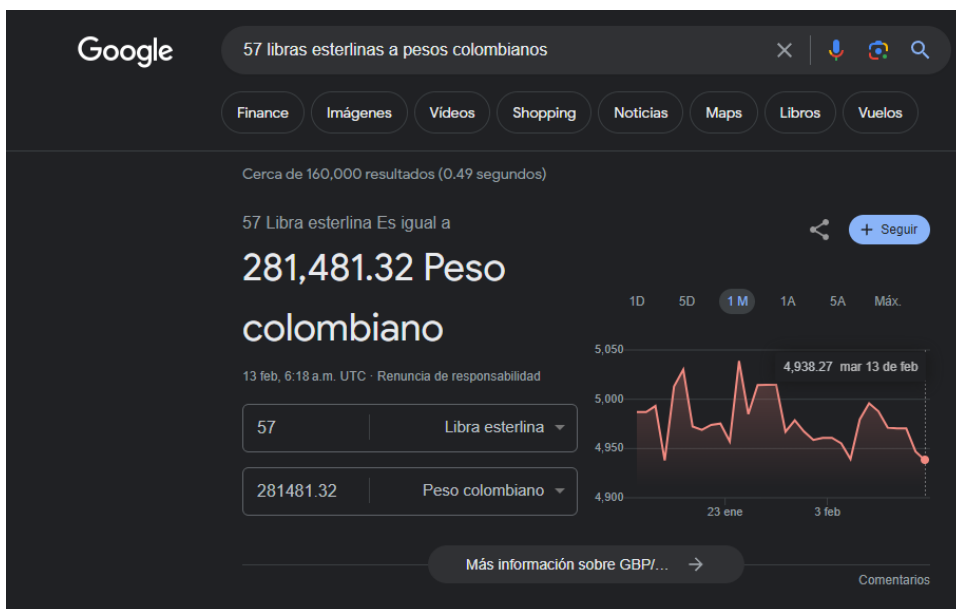 Google
57 libras esterlinas a pesos colombianos
Finance Imágenes Vídeos Shopping Noticias Maps Libros Vuelos
Cerca de 160,000 resultados (0.49 segundos)
57 Libra esterlina Es igual a
+ Seguir
281,481.32 Peso
colombiano
13 feb, 6:18 a.m. UTC · Renuncia de responsabilidad
57 Libra esterlina
281481.32 Peso colombiano
1D 5D 1 M 1A 5A Máx.
5,050
4,938.27 mar 13 de feb
5,000
4,950
4,900
23 ene 3 feb
Más información sobre GBP/...
Comentarios